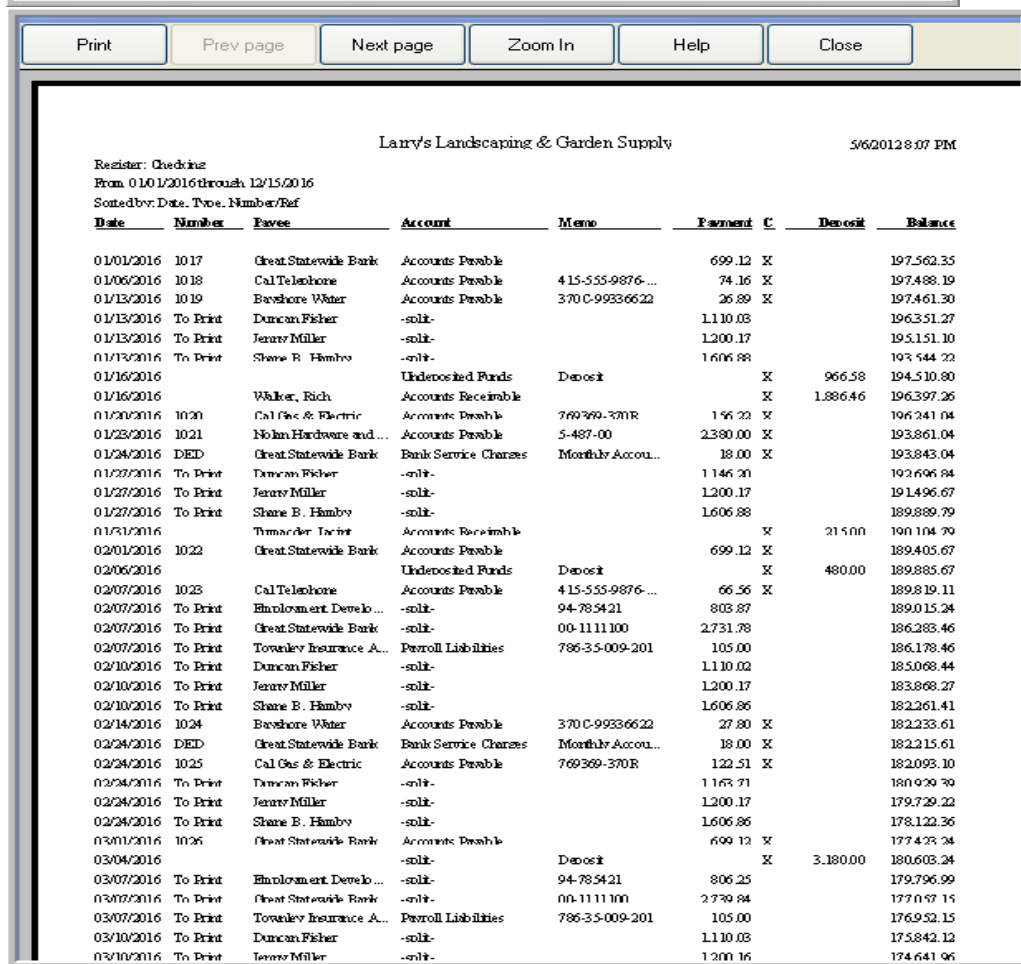 Print Prev page Next page Zoom In Help Close
Larry's Landscaping & Garden Supply 5/6/2012 8:07 PM
Register: Checking
From 01/01/2016 through 12/15/2016
Sorted by: Date, Type, Number/Ref
Date Number Payee Account Memo Payment C Deposit Balance
01/01/2016 1017 Great Statewide Bank Accounts Payable 699.12 X 197,562.35
01/06/2016 1018 Cal Telephone Accounts Payable 415-555-9876-... 74.16 X 197,488.19
01/13/2016 1019 Bayshore Water Accounts Payable 370C-99336622 26.89 X 197,461.30
01/13/2016 To Print Duncan Fisher -split- 1,110.03 196,351.27
01/13/2016 To Print Jenny Miller -split- 1,200.17 195,151.10
01/13/2016 To Print Shane B. Hamby -split- 1,606.88 193,544.22
01/16/2016 Undeposited Funds Deposit X 966.58 194,510.80
01/16/2016 Walker, Rich Accounts Receivable X 1,886.46 196,397.26
01/20/2016 1020 Cal Gas & Electric Accounts Payable 769369-370R 156.22 X 196,241.04
01/23/2016 1021 Nolan Hardware and ... Accounts Payable 5-487-00 2,380.00 X 193,861.04
01/24/2016 DED Great Statewide Bank Bank Service Charges Monthly Accou... 18.00 X 193,843.04
01/27/2016 To Print Duncan Fisher -split- 1,146.20 192,696.84
01/27/2016 To Print Jenny Miller -split- 1,200.17 191,496.67
01/27/2016 To Print Shane B. Hamby -split- 1,606.88 189,889.79
01/31/2016 Accounts Receivable X 215.00 190,104.79
02/01/2016 1022 Great Statewide Bank Accounts Payable 699.12 X 189,405.67
02/06/2016 Undeposited Funds Deposit X 480.00 189,885.67
02/07/2016 1023 Cal Telephone Accounts Payable 415-555-9876-... 66.56 X 189,819.11
02/07/2016 To Print Employment Develo... -split- 94-785421 803.87 189,015.24
02/07/2016 To Print Great Statewide Bank -split- 00-1111100 2,731.78 186,283.46
02/07/2016 To Print Townley Insurance A... Payroll Liabilities 786-35-009-201 105.00 186,178.46
02/10/2016 To Print Duncan Fisher -split- 1,110.02 185,068.44
02/10/2016 To Print Jenny Miller -split- 1,200.17 183,868.27
02/10/2016 To Print Shane B. Hamby -split- 1,606.86 182,261.41
02/14/2016 1024 Bayshore Water Accounts Payable 370C-99336622 27.80 X 182,233.61
02/24/2016 DED Great Statewide Bank Bank Service Charges Monthly Accou... 18.00 X 182,215.61
02/24/2016 1025 Cal Gas & Electric Accounts Payable 769369-370R 122.51 X 182,093.10
02/24/2016 To Print Duncan Fisher -split- 1,163.71 180,929.39
02/24/2016 To Print Jenny Miller -split- 1,200.17 179,729.22
02/24/2016 To Print Shane B. Hamby -split- 1,606.86 178,122.36
03/01/2016 1026 Great Statewide Bank Accounts Payable 699.12 X 177,423.24
03/04/2016 -split- Deposit X 3,180.00 180,603.24
03/07/2016 To Print Employment Develo... -split- 94-785421 806.25 179,796.99
03/07/2016 To Print Great Statewide Bank -split- 00-1111100 2,739.84 177,057.15
03/07/2016 To Print Townley Insurance A... Payroll Liabilities 786-35-009-201 105.00 176,952.15
03/10/2016 To Print Duncan Fisher -split- 1,110.03 175,842.12
03/10/2016 To Print Jenny Miller -split- 1,200.16 174,641.96